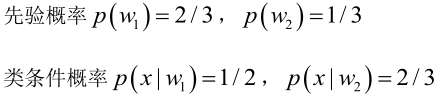 先验概率 p(w₁)=2/3， p(w₂)=1/3
类条件概率 p(x|w₁)=1/2， p(x|w₂)=2/3